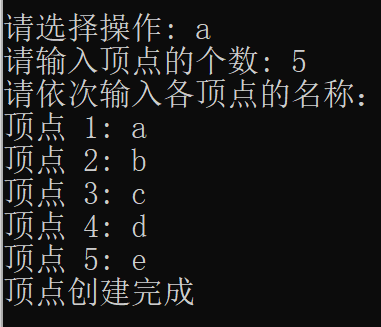 请选择操作: a
请输入顶点的个数: 5
请依次输入各顶点的名称:
顶点 1: a
顶点 2: b
顶点 3: c
顶点 4: d
顶点 5: e
顶点创建完成